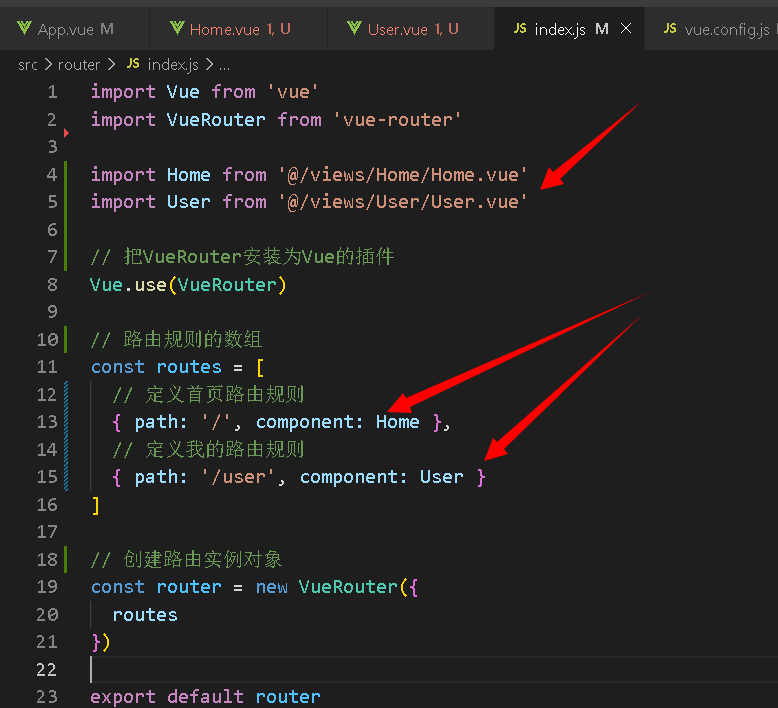 App.vue M Home.vue 1, U User.vue 1, U JS index.js M JS vue.config.js
src > router > JS index.js > ...
1 import Vue from 'vue'
2 import VueRouter from 'vue-router'
3
4 import Home from '@/views/Home/Home.vue'
5 import User from '@/views/User/User.vue'
6
7 // 把VueRouter安装为Vue的插件
8 Vue.use(VueRouter)
9
10 // 路由规则的数组
11 const routes = [
12 // 定义首页路由规则
13 { path: '/', component: Home },
14 // 定义我的路由规则
15 { path: '/user', component: User }
16 ]
17
18 // 创建路由实例对象
19 const router = new VueRouter({
20 routes
21 })
22
23 export default router